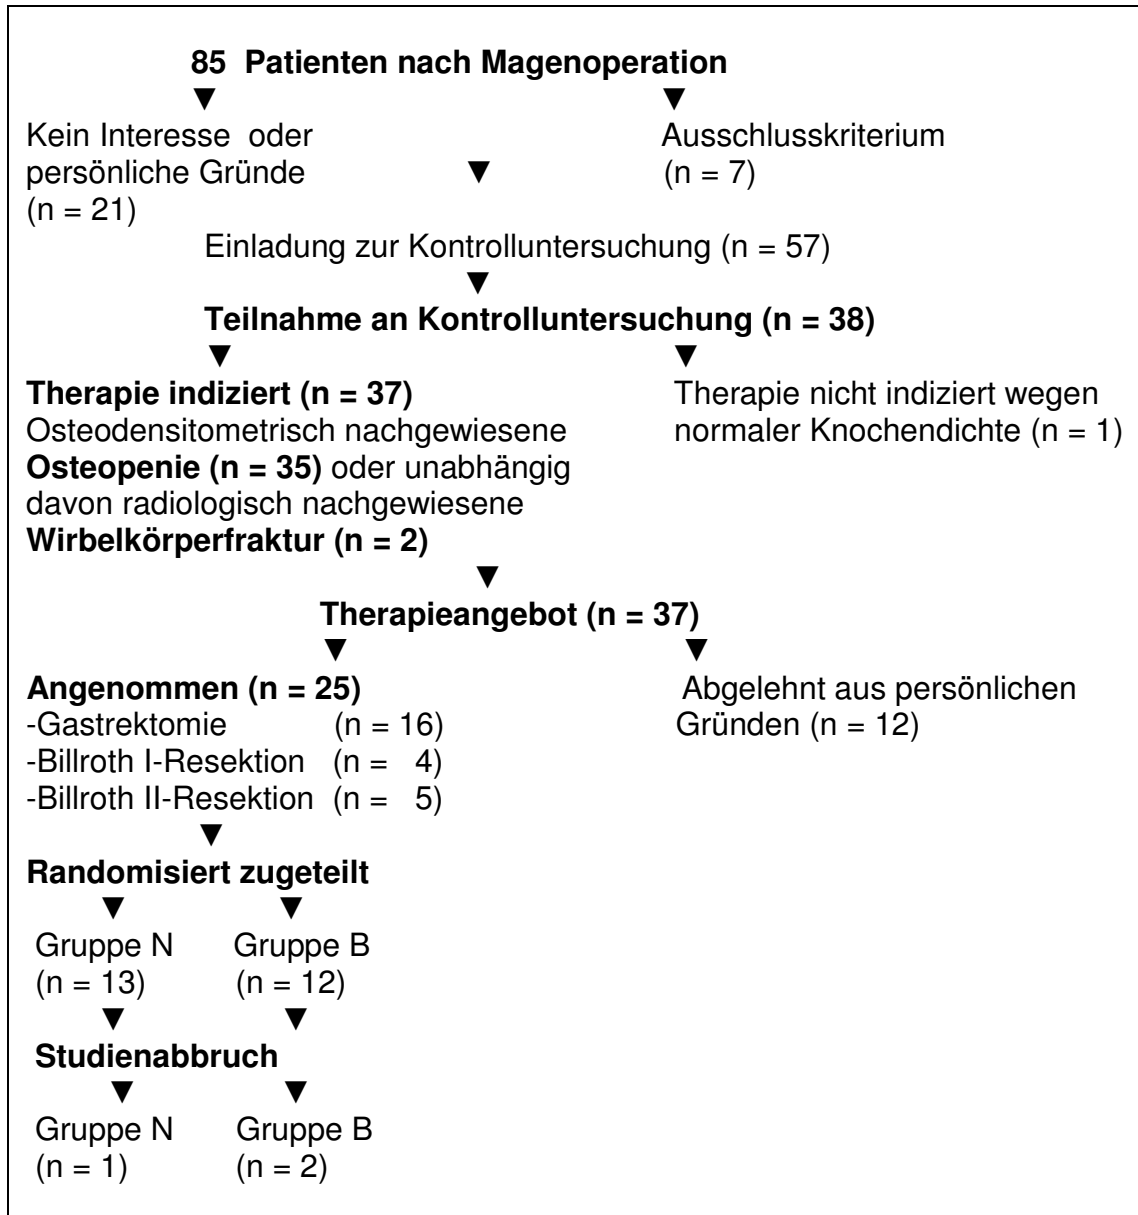 85 Patienten nach Magenoperation
▼ ▼
Kein Interesse oder Ausschlusskriterium
persönliche Gründe ▼ (n = 7)
(n = 21)
Einladung zur Kontrolluntersuchung (n = 57)
▼
Teilnahme an Kontrolluntersuchung (n = 38)
▼ ▼
Therapie indiziert (n = 37) Therapie nicht indiziert wegen
Osteodensitometrisch nachgewiesene normaler Knochendichte (n = 1)
Osteopenie (n = 35) oder unabhängig
davon radiologisch nachgewiesene
Wirbelkörperfraktur (n = 2)
▼
Therapieangebot (n = 37)
▼ ▼
Angenommen (n = 25) Abgelehnt aus persönlichen
-Gastrektomie (n = 16) Gründen (n = 12)
-Billroth I-Resektion (n = 4)
-Billroth II-Resektion (n = 5)
▼
Randomisiert zugeteilt
▼ ▼
Gruppe N Gruppe B
(n = 13) (n = 12)
▼ ▼
Studienabbruch
▼ ▼
Gruppe N Gruppe B
(n = 1) (n = 2)